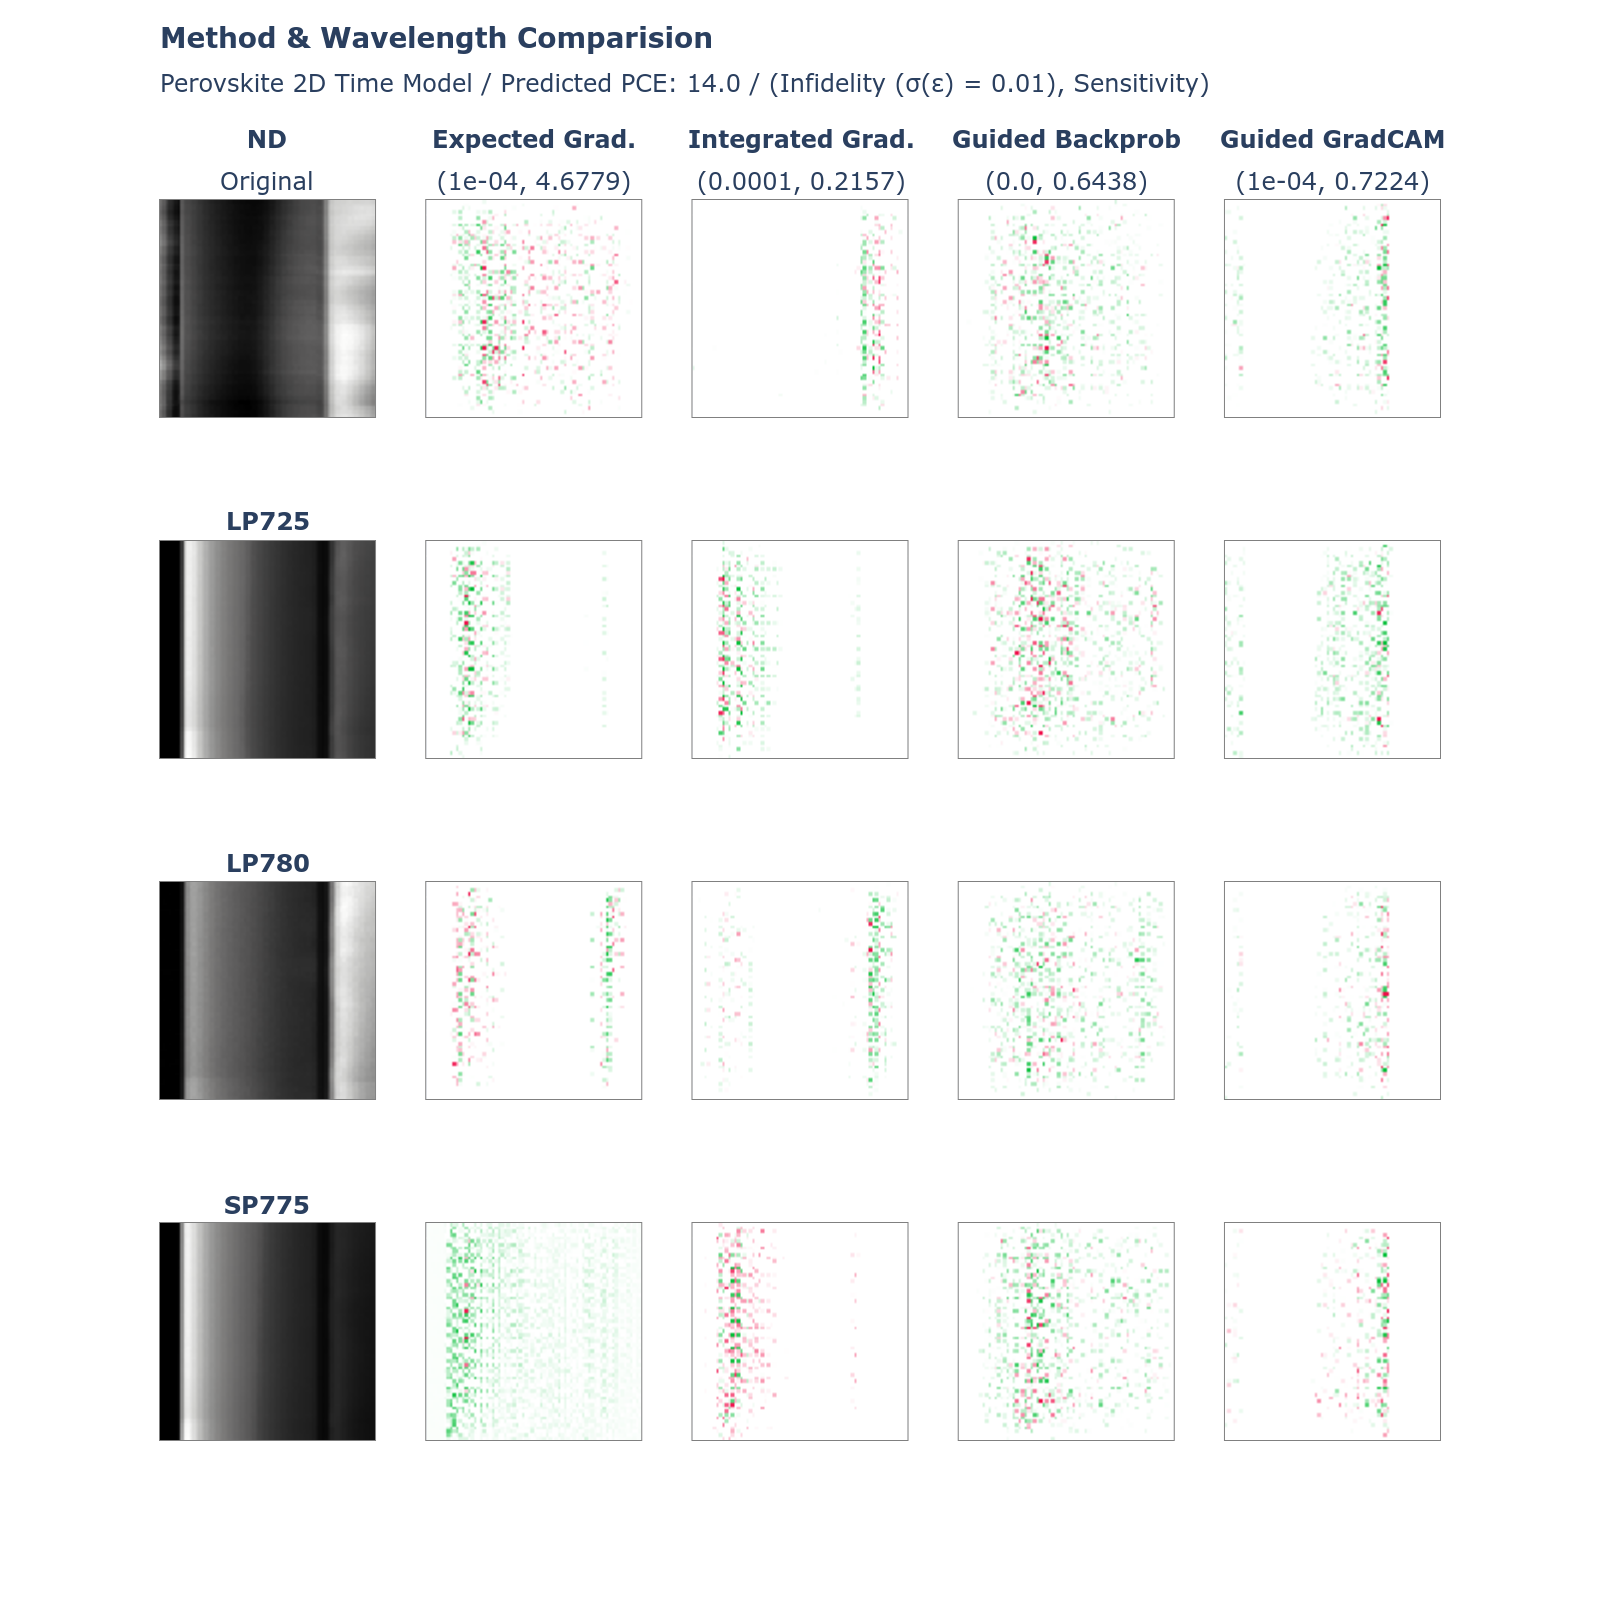 Method & Wavelength Comparision
Perovskite 2D Time Model / Predicted PCE: 14.0 / (Infidelity (σ(ε) = 0.01), Sensitivity)
ND Expected Grad. Integrated Grad. Guided Backprob Guided GradCAM
Original (1e-04, 4.6779) (0.0001, 0.2157) (0.0, 0.6438) (1e-04, 0.7224)
LP725
LP780
SP775